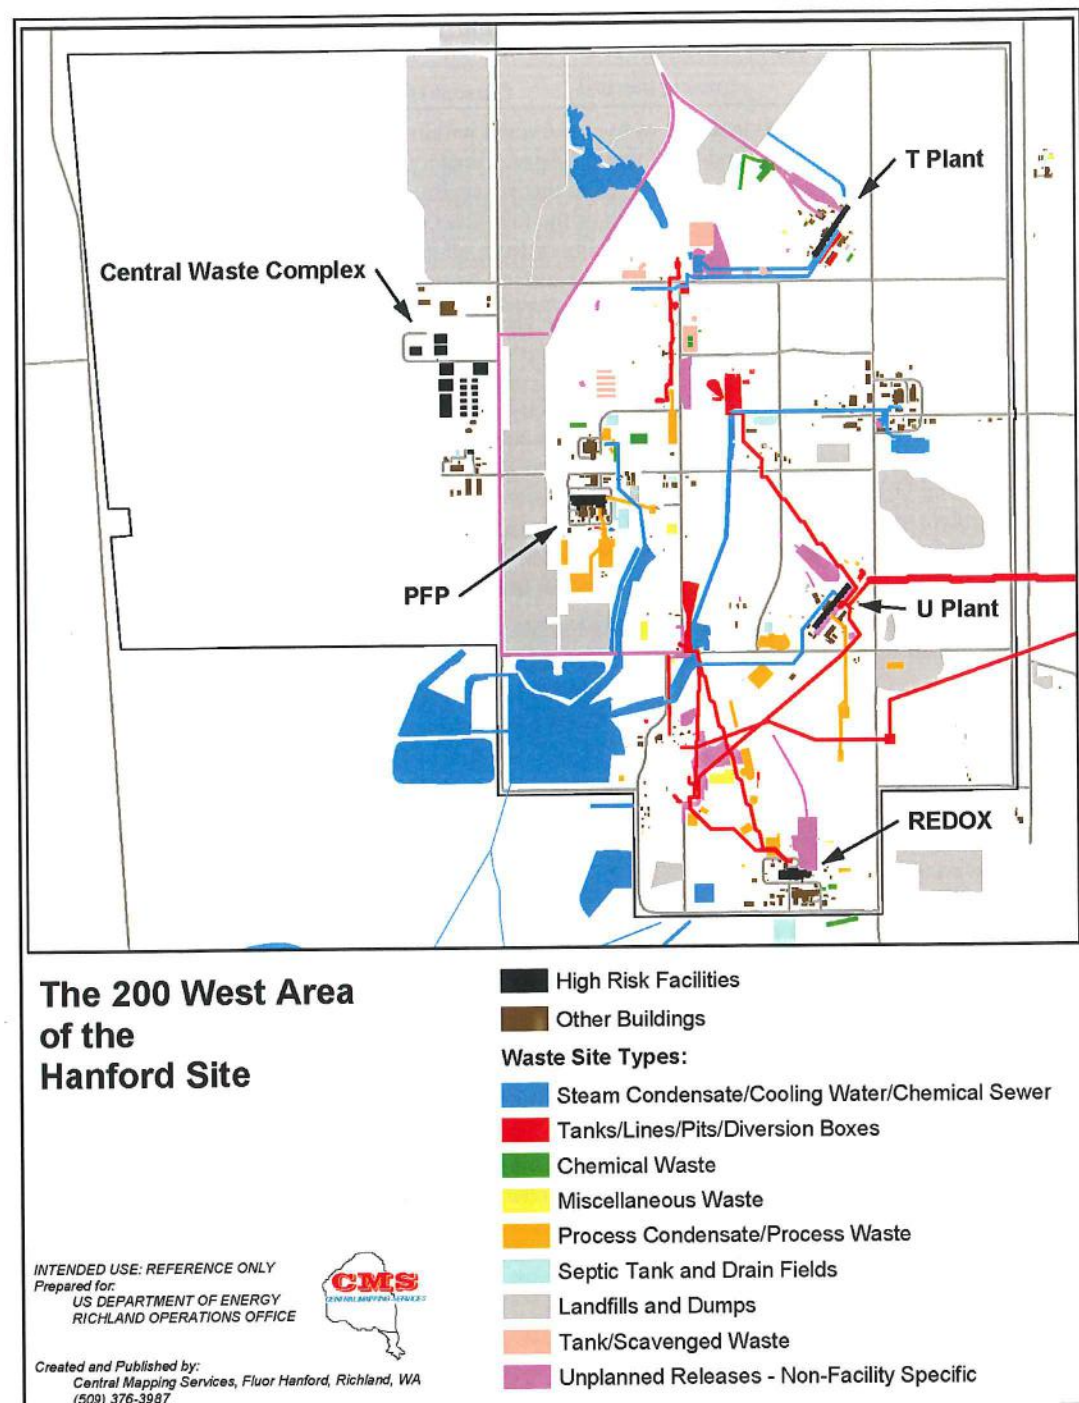 T Plant
Central Waste Complex
PFP
U Plant
REDOX
The 200 West Area
of the
Hanford Site
High Risk Facilities
Other Buildings
Waste Site Types:
Steam Condensate/Cooling Water/Chemical Sewer
Tanks/Lines/Pits/Diversion Boxes
Chemical Waste
Miscellaneous Waste
Process Condensate/Process Waste
Septic Tank and Drain Fields
Landfills and Dumps
Tank/Scavenged Waste
Unplanned Releases - Non-Facility Specific
INTENDED USE: REFERENCE ONLY
Prepared for:
US DEPARTMENT OF ENERGY
RICHLAND OPERATIONS OFFICE
CMS
CENTRAL MAPPING SERVICES
Created and Published by:
Central Mapping Services, Fluor Hanford, Richland, WA
(509) 376-3987